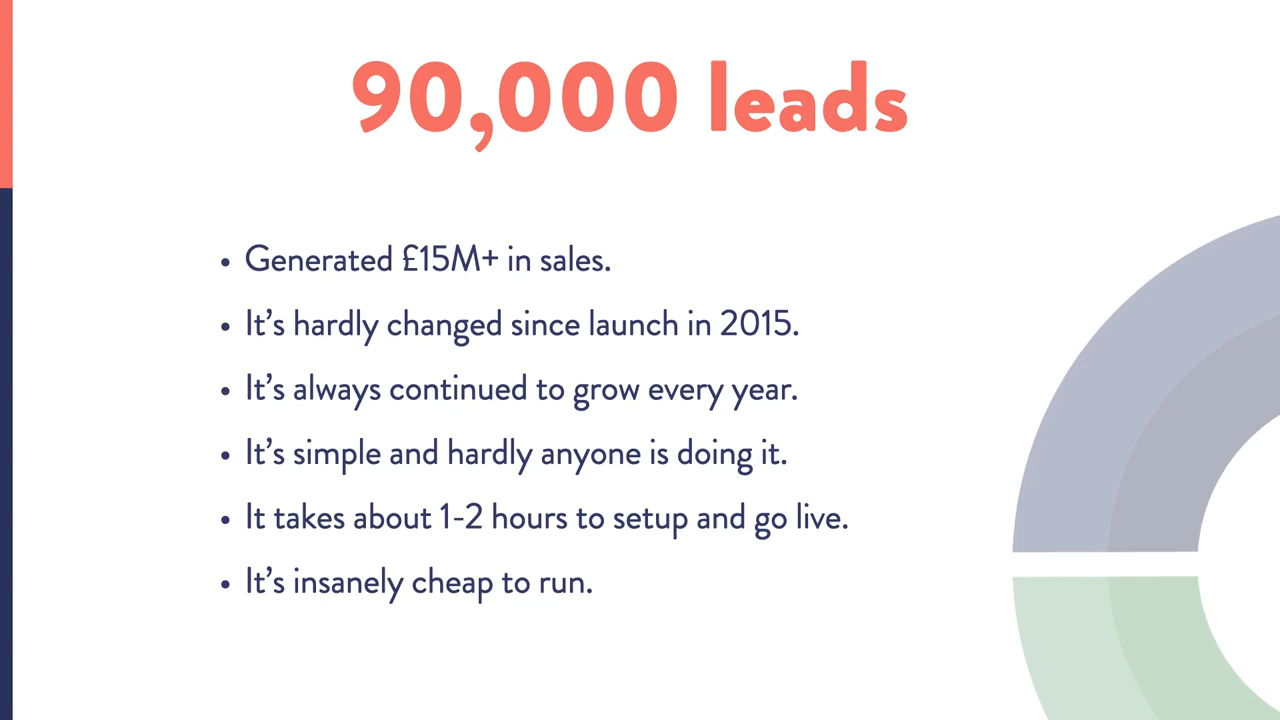 90,000 leads
• Generated £15M+ in sales.
• It’s hardly changed since launch in 2015.
• It’s always continued to grow every year.
• It’s simple and hardly anyone is doing it.
• It takes about 1-2 hours to setup and go live.
• It’s insanely cheap to run.